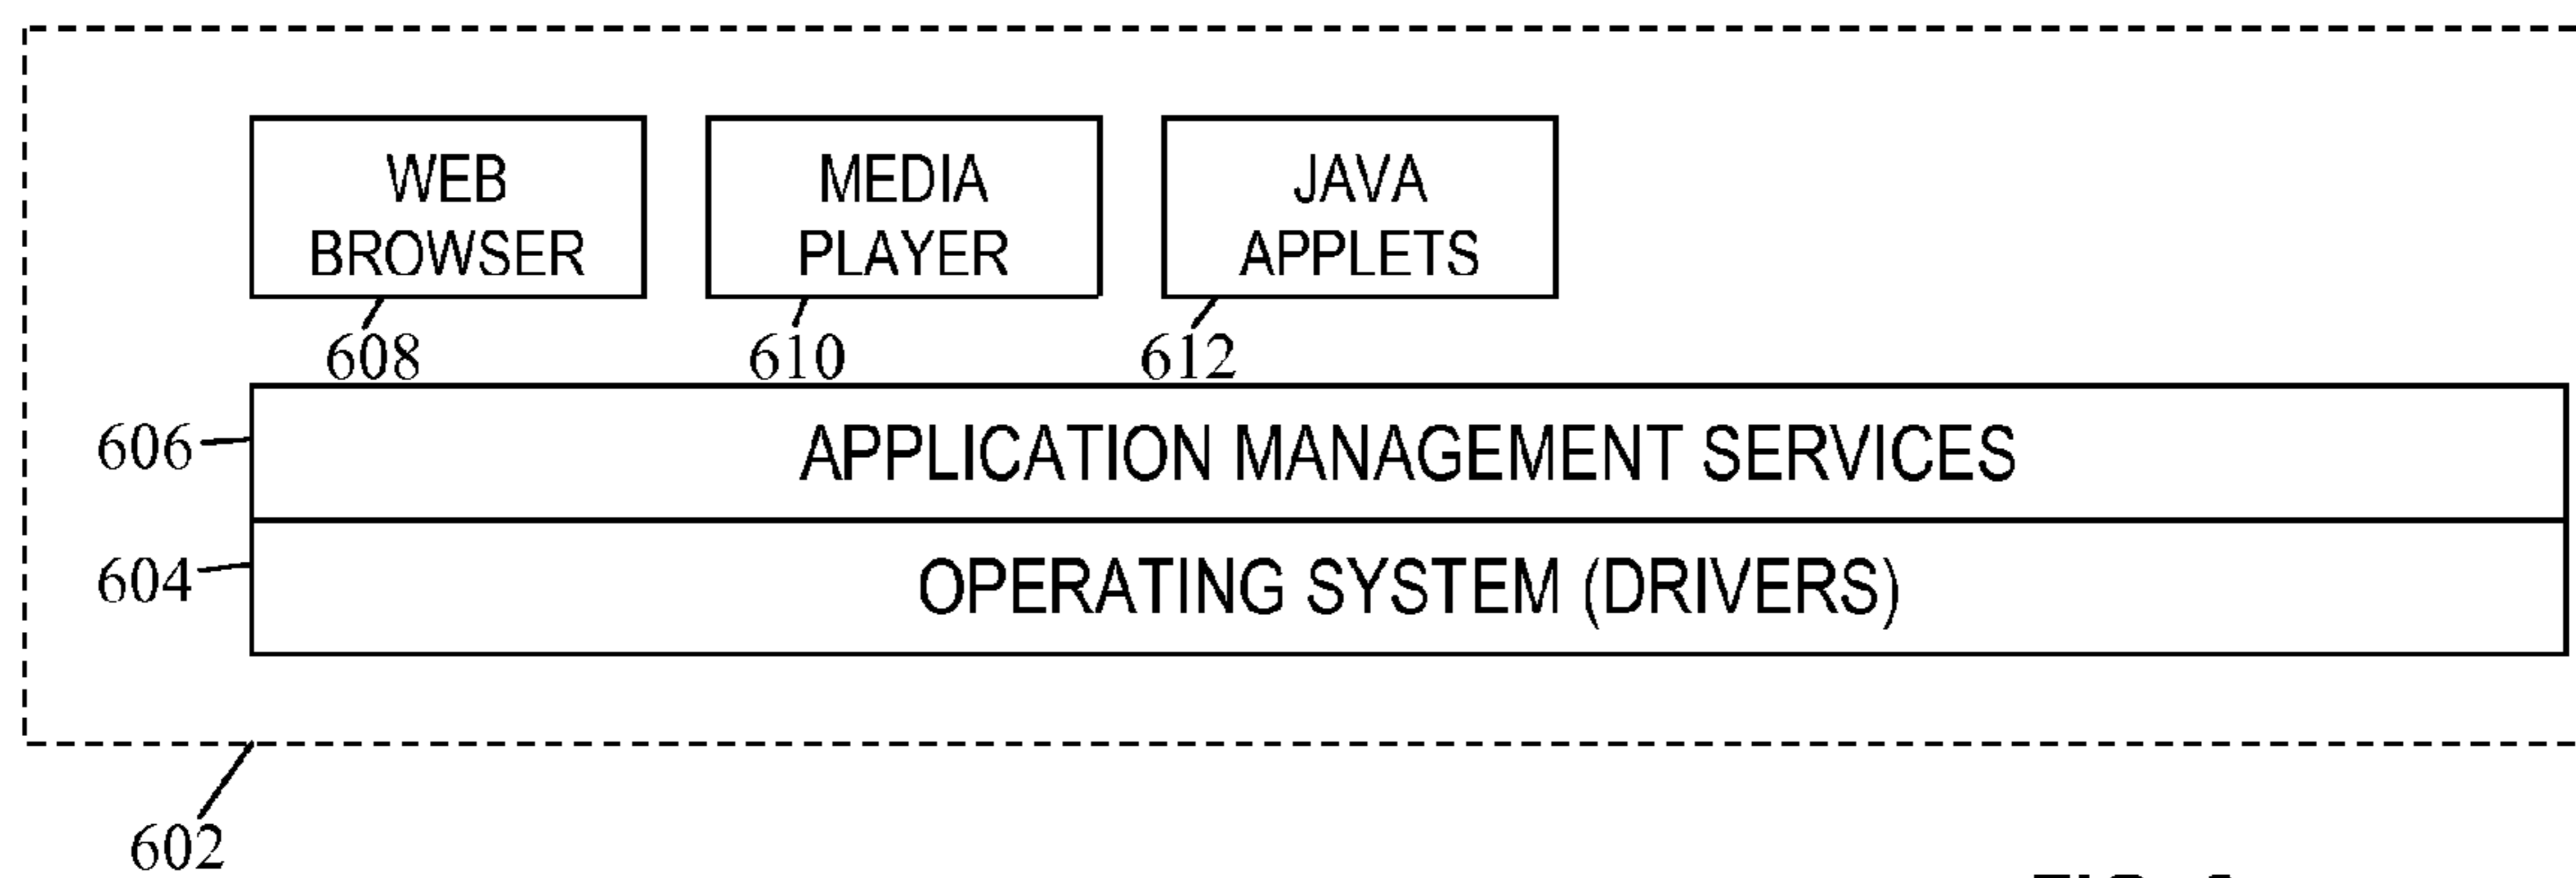 WEB
BROWSER
MEDIA
PLAYER
JAVA
APPLETS
608
610
612
606
APPLICATION MANAGEMENT SERVICES
604
OPERATING SYSTEM (DRIVERS)
602